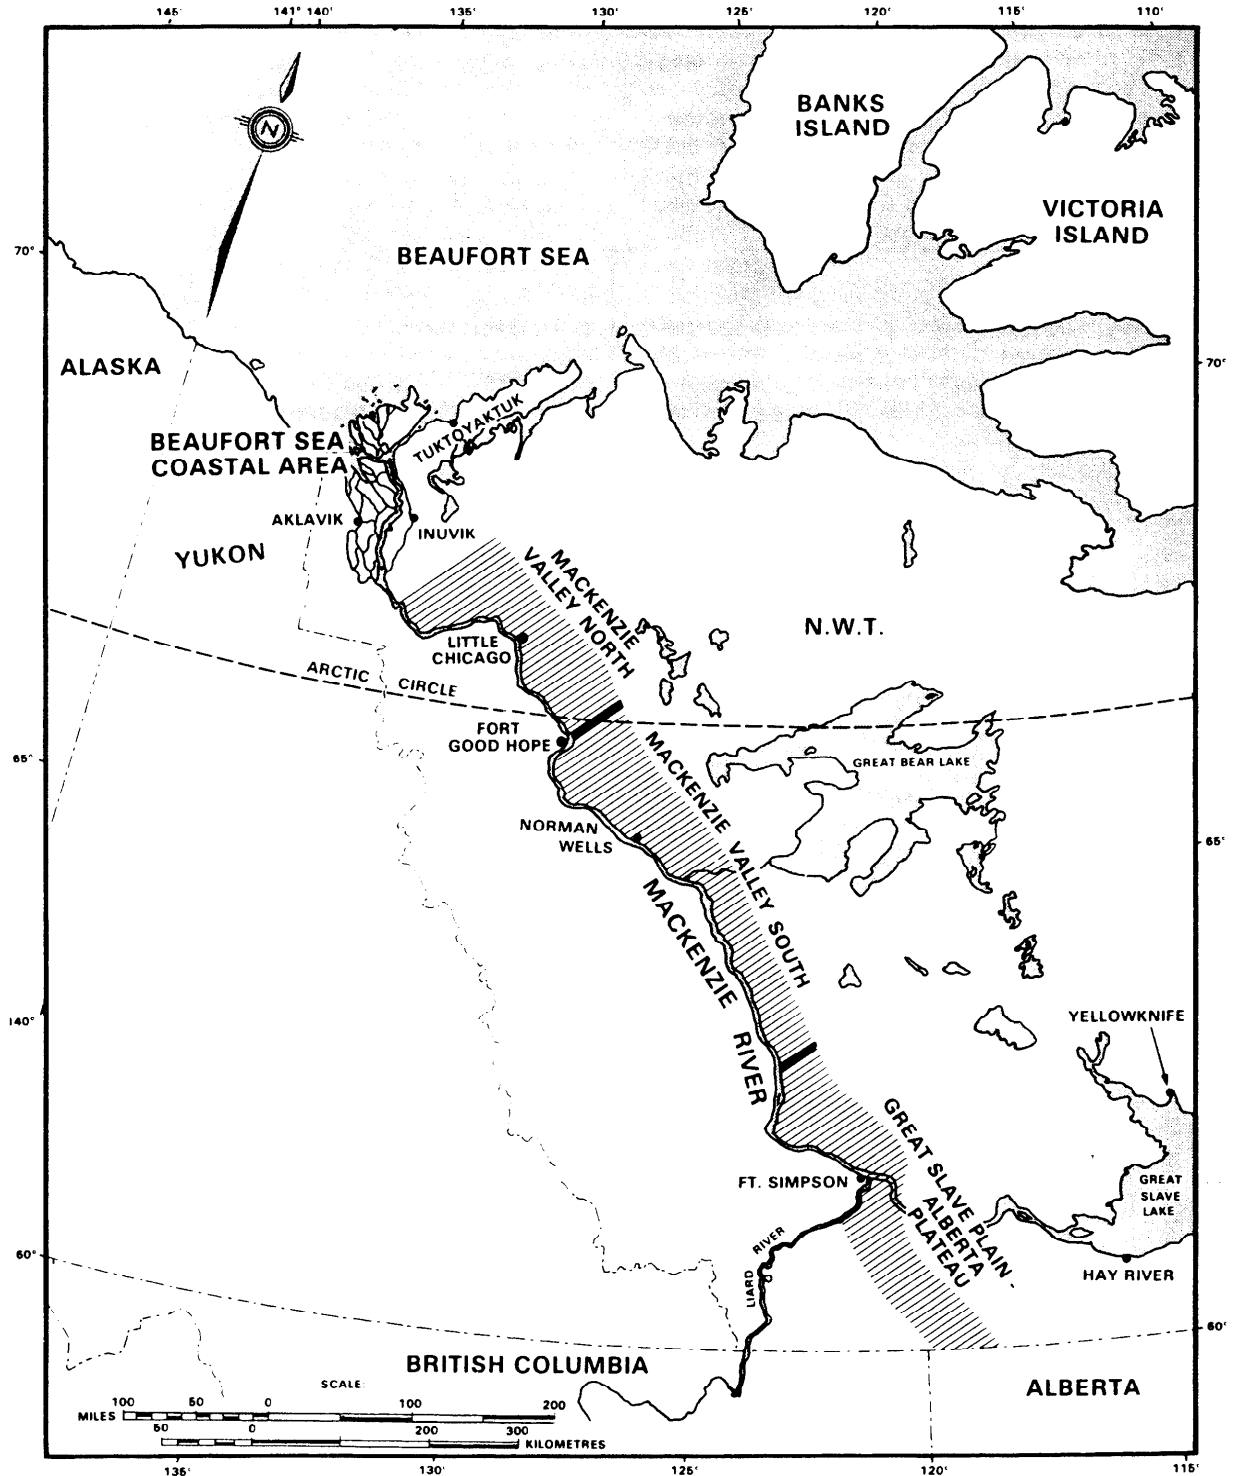 145°
141° 140°
135°
130°
125°
120°
115°
110°
N
BANKS
ISLAND
VICTORIA
ISLAND
BEAUFORT SEA
70°
70°
ALASKA
TUKTOYAKTUK
BEAUFORT SEA
COASTAL AREA
AKLAVIK
INUVIK
YUKON
MACKENZIE
VALLEY NORTH
N.W.T.
LITTLE
CHICAGO
ARCTIC CIRCLE
FORT
GOOD HOPE
65°
GREAT BEAR LAKE
MACKENZIE VALLEY SOUTH
NORMAN
WELLS
65°
MACKENZIE RIVER
140°
YELLOWKNIFE
GREAT SLAVE PLAIN -
ALBERTA
PLATEAU
FT. SIMPSON
GREAT
SLAVE
LAKE
LIARD RIVER
60°
HAY RIVER
60°
BRITISH COLUMBIA
ALBERTA
SCALE:
100 50 0 100 200
MILES
50 0 200 300
KILOMETRES
135°
130°
125°
120°
115°